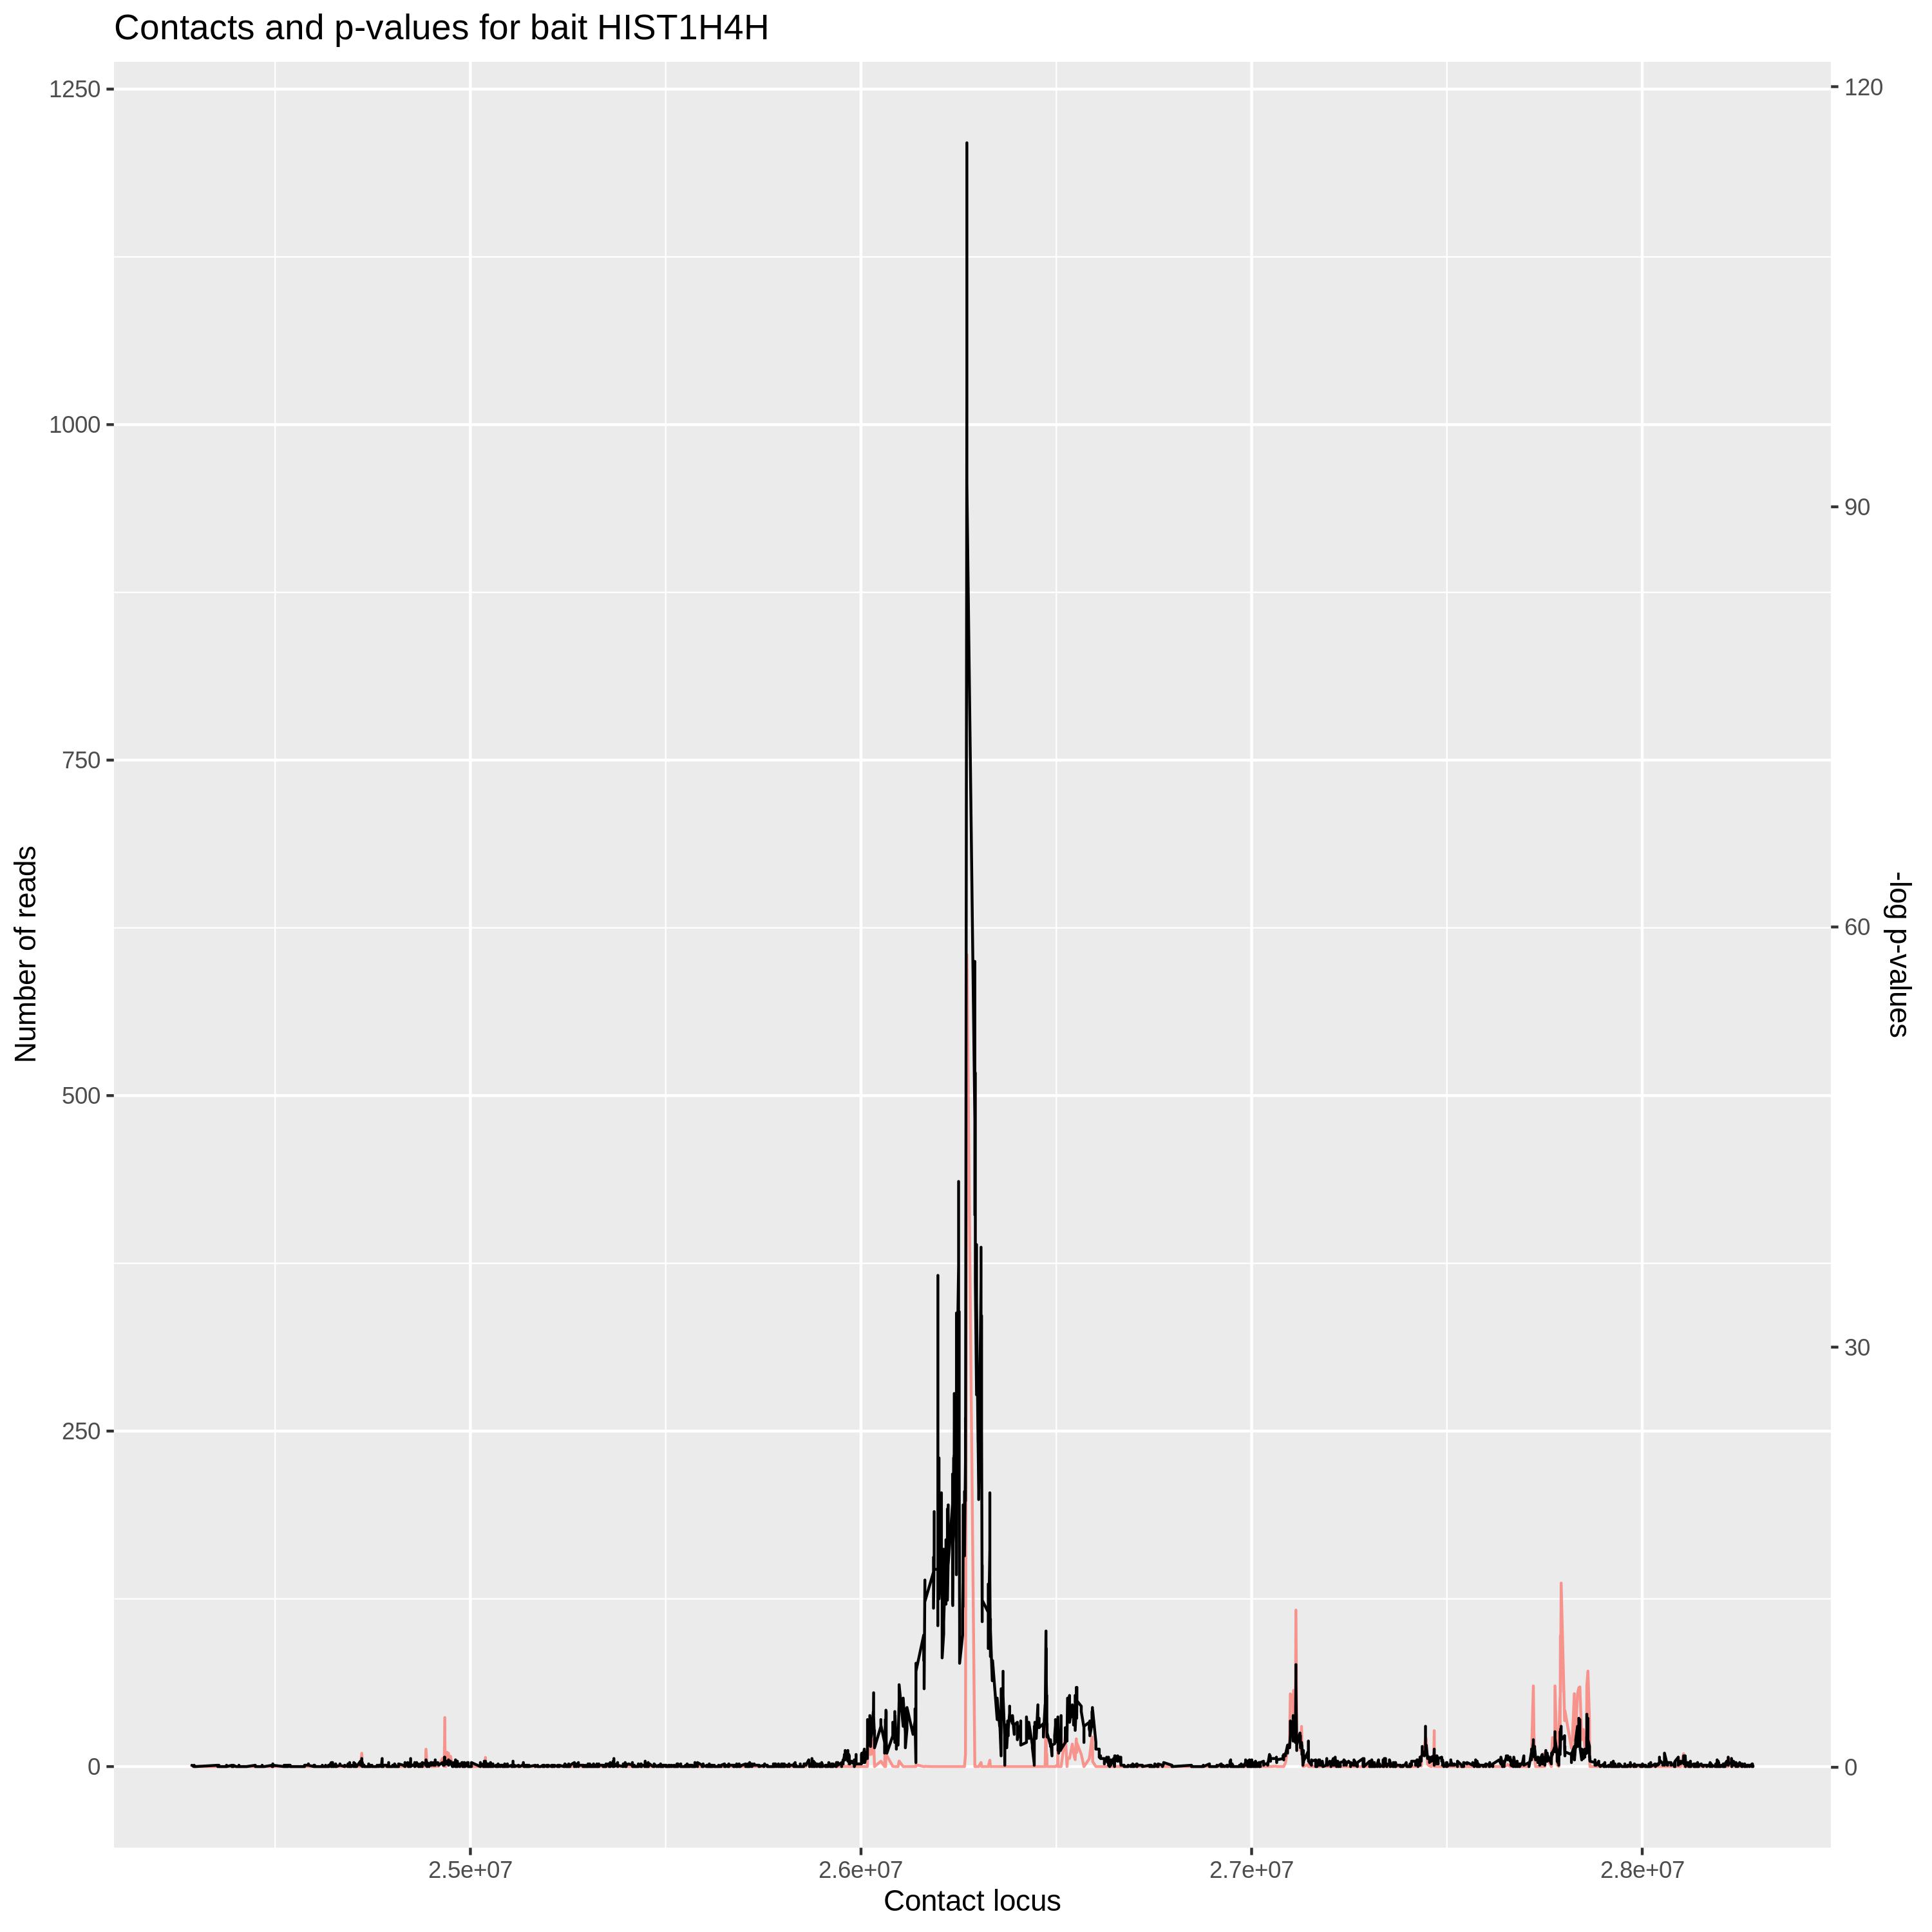 Contacts and p-values for bait HIST1H4H
1250
1000
750
500
250
0
Number of reads
120
90
60
30
0
-log p-values
2.5e+07
2.6e+07
2.7e+07
2.8e+07
Contact locus